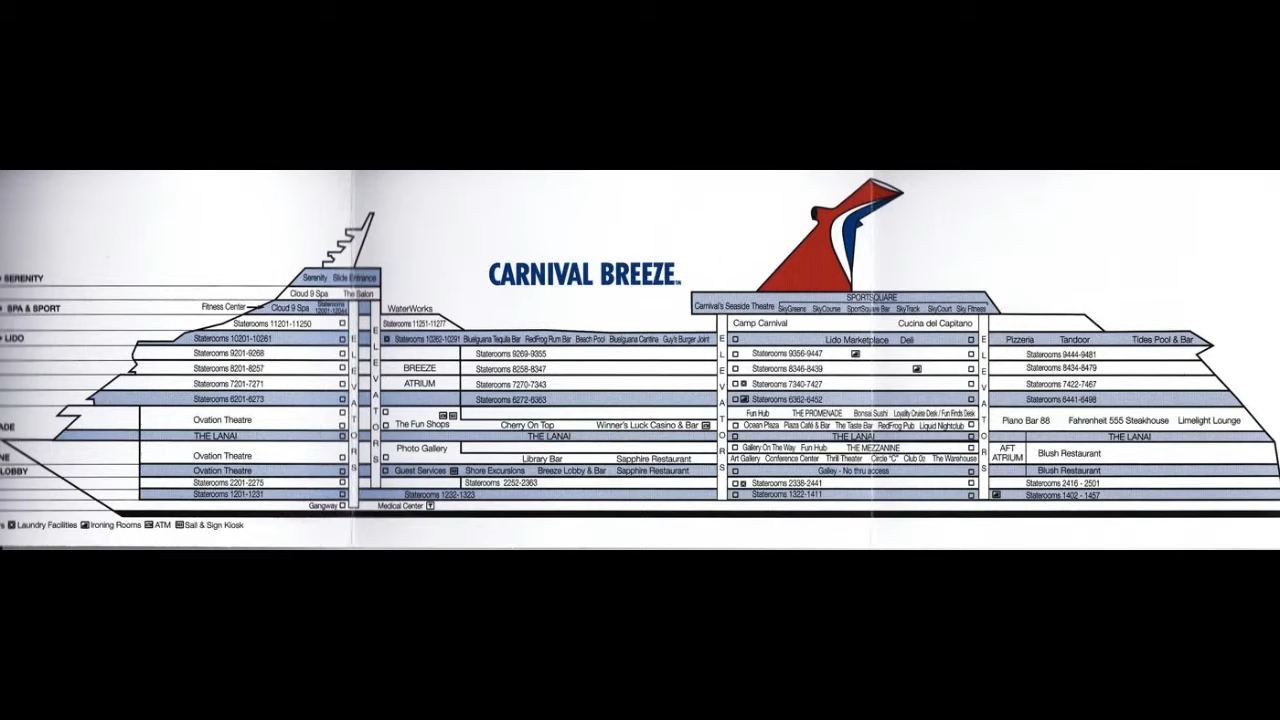 CARNIVAL BREEZE
SERENITY Serenity Slide Entrance
Cloud 9 Spa The Salon SPORTSQUARE
SPA & SPORT Fitness Center Cloud 9 Spa Staterooms 12001-12044 WaterWorks Carnival's Seaside Theatre SkyGreens SkyCourse SportSquare Bar SkyTrack SkyCourt Sky Fitness
Staterooms 11201-11250 Staterooms 11251-11277 Camp Carnival Cucina del Capitano
LIDO Staterooms 10201-10261 Staterooms 10262-10291 BlueIguana Tequila Bar RedFrog Rum Bar Beach Pool BlueIguana Cantina Guy's Burger Joint Lido Marketplace Deli Pizzeria Tandoor Tides Pool & Bar
Staterooms 9201-9268 Staterooms 9269-9355 Staterooms 9356-9447 Staterooms 9444-9481
Staterooms 8201-8257 BREEZE Staterooms 8258-8347 Staterooms 8346-8439 Staterooms 8434-8479
Staterooms 7201-7271 ATRIUM Staterooms 7270-7343 Staterooms 7340-7427 Staterooms 7422-7467
Staterooms 6201-6273 Staterooms 6272-6363 Staterooms 6362-6452 Staterooms 6441-6498
Fun Hub THE PROMENADE Bonsai Sushi Loyalty Cruise Desk / Fun Finds Desk
ADE Ovation Theatre The Fun Shops Cherry On Top Winner's Luck Casino & Bar Ocean Plaza Plaza Café & Bar The Taste Bar RedFrog Pub Liquid Nightclub Piano Bar 88 Fahrenheit 555 Steakhouse Limelight Lounge
THE LANAI THE LANAI THE LANAI THE LANAI
Photo Gallery Gallery On The Way Fun Hub THE MEZZANINE AFT
NE Ovation Theatre Library Bar Sapphire Restaurant Art Gallery Conference Center Thrill Theater Circle "C" Club O2 The Warehouse ATRIUM Blush Restaurant
LOBBY Ovation Theatre Guest Services Shore Excursions Breeze Lobby & Bar Sapphire Restaurant Galley - No thru access Blush Restaurant
Staterooms 2201-2275 Staterooms 2252-2363 Staterooms 2338-2441 Staterooms 2416 - 2501
Staterooms 1201-1231 Staterooms 1232-1323 Staterooms 1322-1411 Staterooms 1402 - 1457
Gangway Medical Center
ELEVATORS ELEVATORS ELEVATORS ELEVATORS
's Laundry Facilities Ironing Rooms ATM Sail & Sign Kiosk